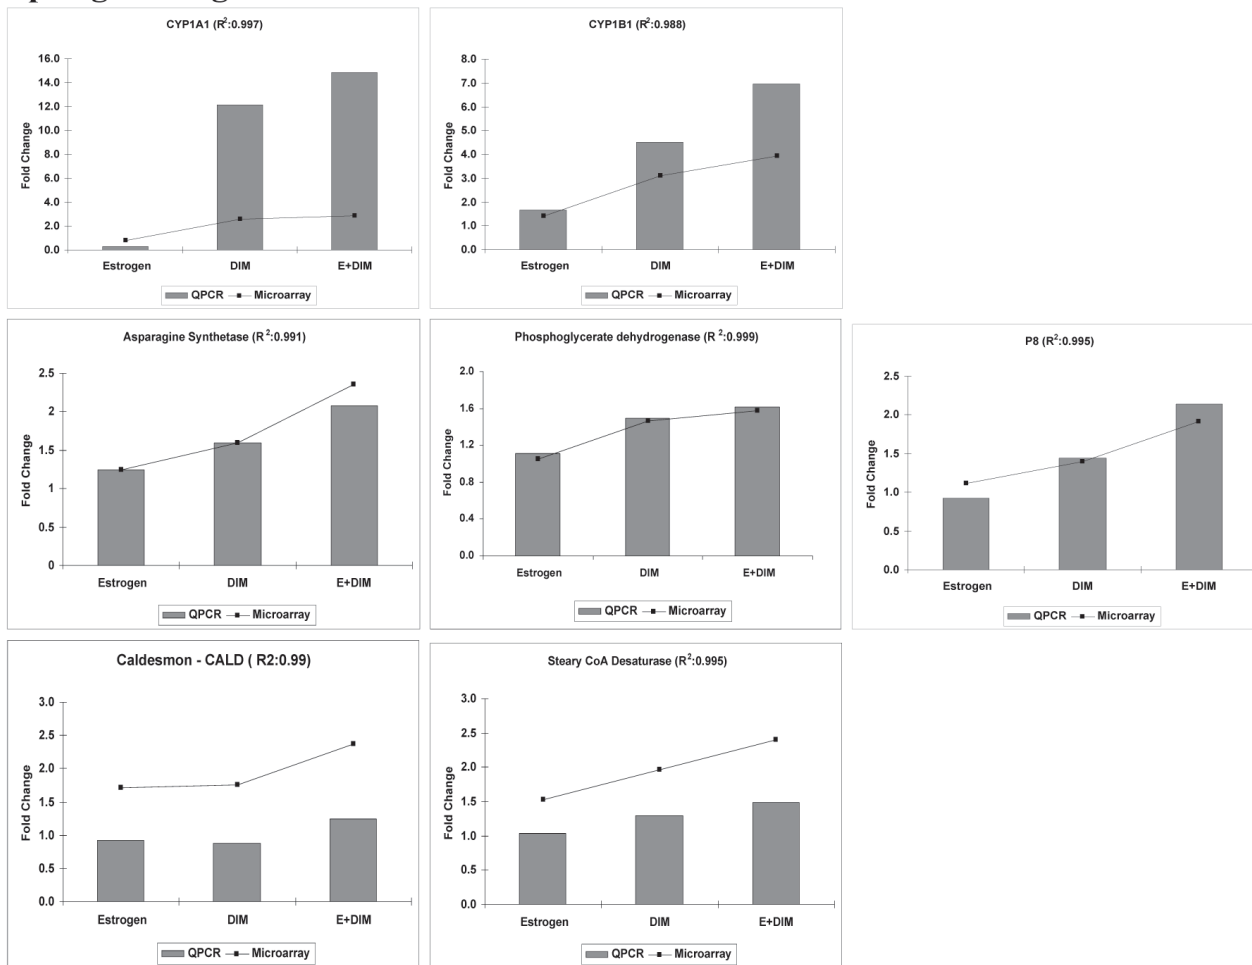 CYP1A1 (R²:0.997)
Fold Change
16.0
14.0
12.0
10.0
8.0
6.0
4.0
2.0
0.0
Estrogen DIM E+DIM
QPCR Microarray
CYP1B1 (R²:0.988)
Fold Change
8.0
7.0
6.0
5.0
4.0
3.0
2.0
1.0
0.0
Estrogen DIM E+DIM
QPCR Microarray
Asparagine Synthetase (R²:0.991)
Fold Change
2.5
2
1.5
1
0.5
0
Estrogen DIM E+DIM
QPCR Microarray
Phosphoglycerate dehydrogenase (R²:0.999)
Fold Change
2.0
1.6
1.2
0.8
0.4
0.0
Estrogen DIM E+DIM
QPCR Microarray
P8 (R²:0.995)
Fold Change
2.5
2.0
1.5
1.0
0.5
0.0
Estrogen DIM E+DIM
QPCR Microarray
Caldesmon - CALD ( R2:0.99)
Fold Change
3.0
2.5
2.0
1.5
1.0
0.5
0.0
Estrogen DIM E+DIM
QPCR Microarray
Steary CoA Desaturase (R²:0.995)
Fold Change
3.0
2.5
2.0
1.5
1.0
0.5
0.0
Estrogen DIM E+DIM
QPCR Microarray